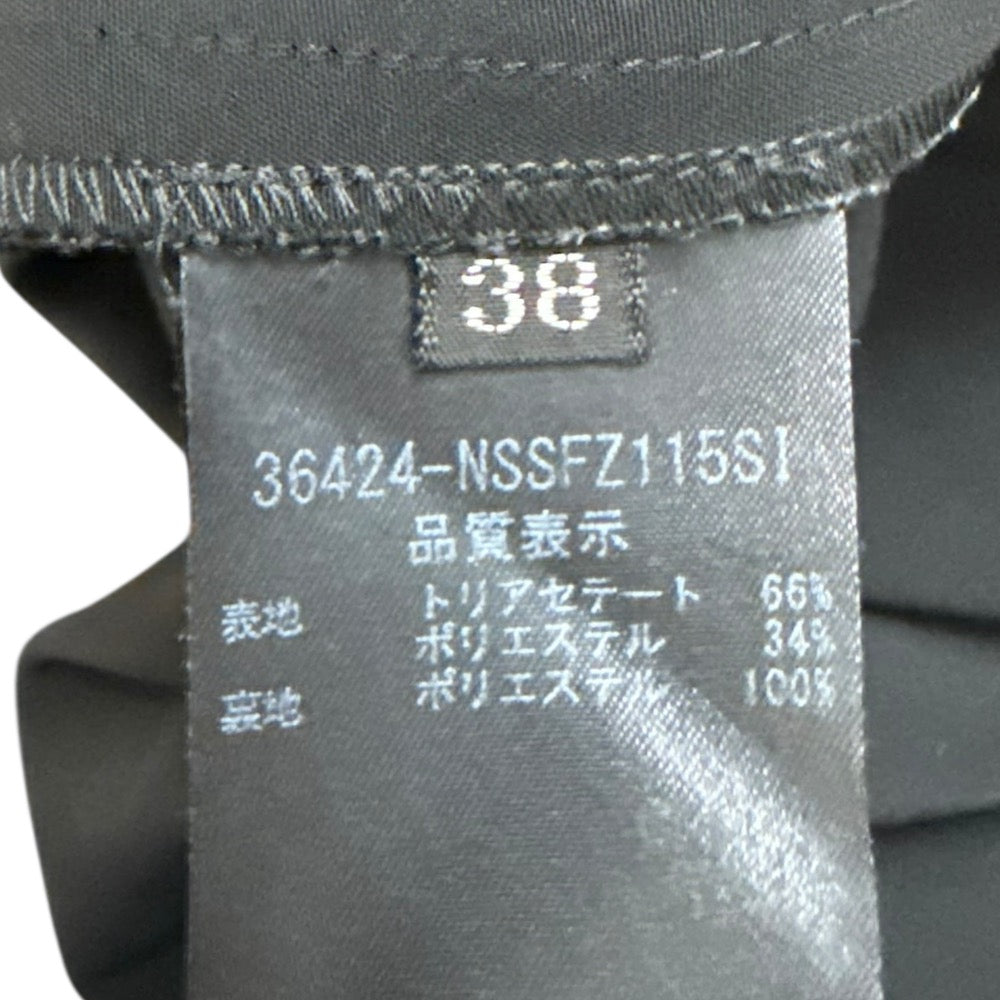 38
36424-NSSFZ115SI
品質表示
表地 トリアセテート 66%
ポリエステル 34%
裏地 ポリエステル 100%